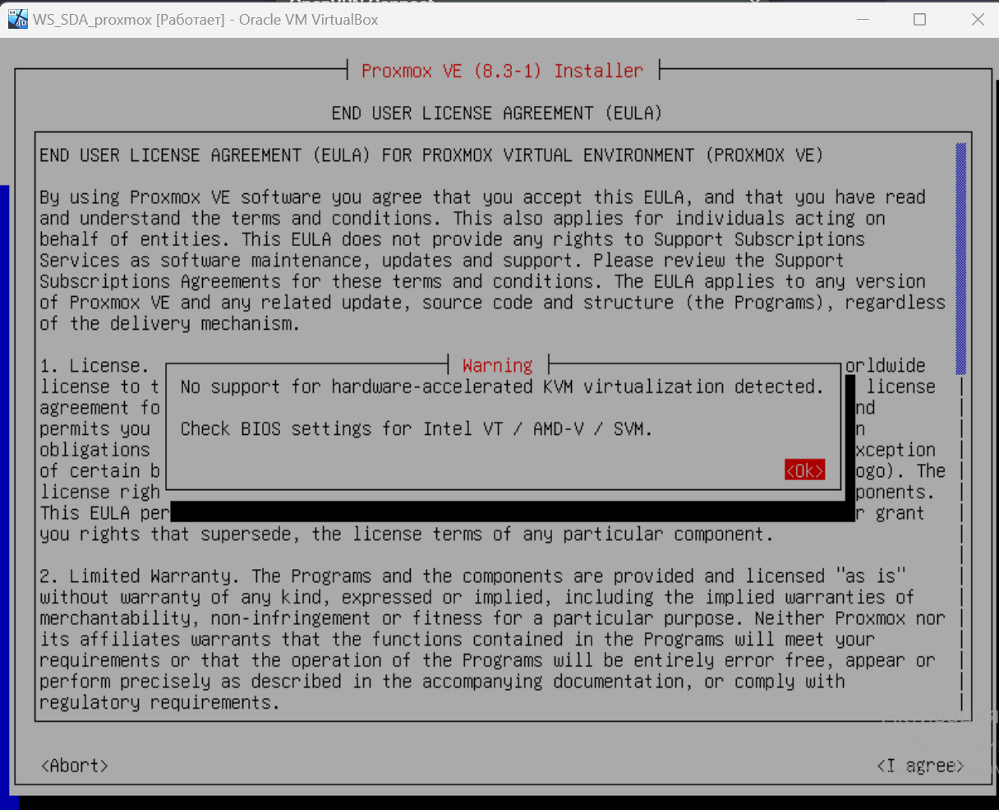 WS_SDA_proxmox [Работает] - Oracle VM VirtualBox
Proxmox VE (8.3-1) Installer
END USER LICENSE AGREEMENT (EULA)
END USER LICENSE AGREEMENT (EULA) FOR PROXMOX VIRTUAL ENVIRONMENT (PROXMOX VE)
By using Proxmox VE software you agree that you accept this EULA, and that you have read
and understand the terms and conditions. This also applies for individuals acting on
behalf of entities. This EULA does not provide any rights to Support Subscriptions
Services as software maintenance, updates and support. Please review the Support
Subscriptions Agreements for these terms and conditions. The EULA applies to any version
of Proxmox VE and any related update, source code and structure (the Programs), regardless
of the delivery mechanism.
1. License. orldwide
license to t license
agreement fo nd
permits you n
obligations xception
of certain b ogo). The
license righ ponents.
This EULA per r grant
you rights that supersede, the license terms of any particular component.
Warning
No support for hardware-accelerated KVM virtualization detected.
Check BIOS settings for Intel VT / AMD-V / SVM.
<Ok>
2. Limited Warranty. The Programs and the components are provided and licensed "as is"
without warranty of any kind, expressed or implied, including the implied warranties of
merchantability, non-infringement or fitness for a particular purpose. Neither Proxmox nor
its affiliates warrants that the functions contained in the Programs will meet your
requirements or that the operation of the Programs will be entirely error free, appear or
perform precisely as described in the accompanying documentation, or comply with
regulatory requirements.
<Abort> <I agree>